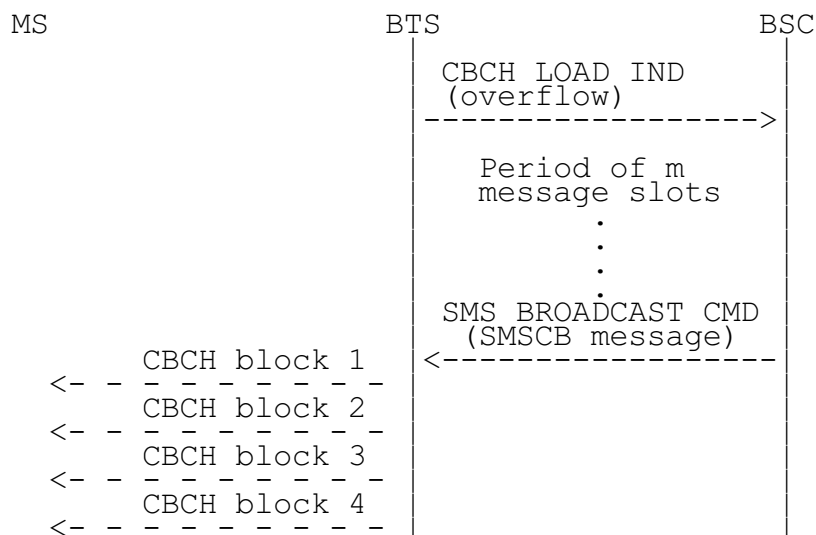 MS BTS BSC
CBCH LOAD IND
(overflow)
------------------>
Period of m
message slots
.
.
.
.
SMS BROADCAST CMD
(SMSCB message)
<------------------
CBCH block 1
<- - - - - - - - -
CBCH block 2
<- - - - - - - - -
CBCH block 3
<- - - - - - - - -
CBCH block 4
<- - - - - - - - -